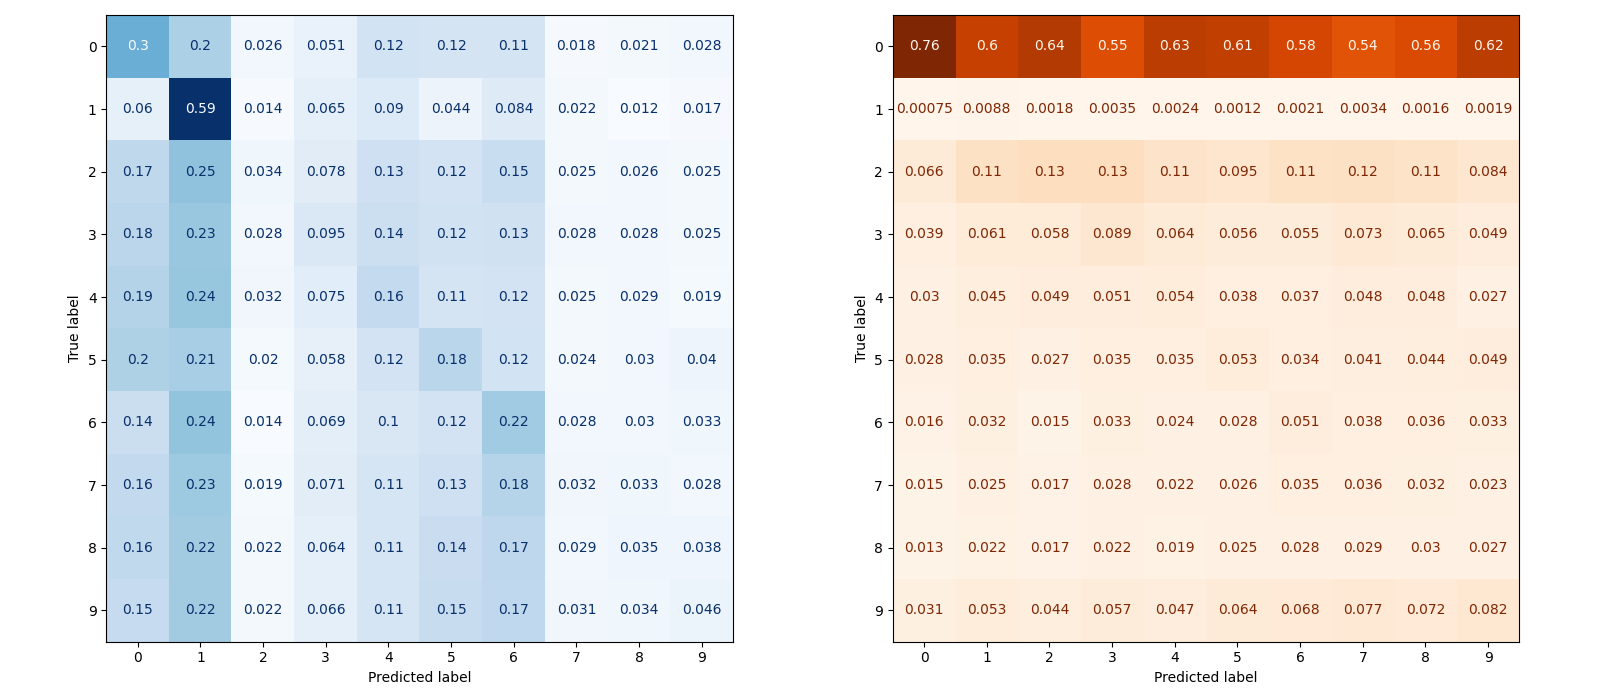 0 0.3 0.2 0.026 0.051 0.12 0.12 0.11 0.018 0.021 0.028
1 0.06 0.59 0.014 0.065 0.09 0.044 0.084 0.022 0.012 0.017
2 0.17 0.25 0.034 0.078 0.13 0.12 0.15 0.025 0.026 0.025
3 0.18 0.23 0.028 0.095 0.14 0.12 0.13 0.028 0.028 0.025
4 0.19 0.24 0.032 0.075 0.16 0.11 0.12 0.025 0.029 0.019
5 0.2 0.21 0.02 0.058 0.12 0.18 0.12 0.024 0.03 0.04
6 0.14 0.24 0.014 0.069 0.1 0.12 0.22 0.028 0.03 0.033
7 0.16 0.23 0.019 0.071 0.11 0.13 0.18 0.032 0.033 0.028
8 0.16 0.22 0.022 0.064 0.11 0.14 0.17 0.029 0.035 0.038
9 0.15 0.22 0.022 0.066 0.11 0.15 0.17 0.031 0.034 0.046
0 1 2 3 4 5 6 7 8 9
Predicted label
True label
0 0.76 0.6 0.64 0.55 0.63 0.61 0.58 0.54 0.56 0.62
1 0.00075 0.0088 0.0018 0.0035 0.0024 0.0012 0.0021 0.0034 0.0016 0.0019
2 0.066 0.11 0.13 0.13 0.11 0.095 0.11 0.12 0.11 0.084
3 0.039 0.061 0.058 0.089 0.064 0.056 0.055 0.073 0.065 0.049
4 0.03 0.045 0.049 0.051 0.054 0.038 0.037 0.048 0.048 0.027
5 0.028 0.035 0.027 0.035 0.035 0.053 0.034 0.041 0.044 0.049
6 0.016 0.032 0.015 0.033 0.024 0.028 0.051 0.038 0.036 0.033
7 0.015 0.025 0.017 0.028 0.022 0.026 0.035 0.036 0.032 0.023
8 0.013 0.022 0.017 0.022 0.019 0.025 0.028 0.029 0.03 0.027
9 0.031 0.053 0.044 0.057 0.047 0.064 0.068 0.077 0.072 0.082
0 1 2 3 4 5 6 7 8 9
Predicted label
True label